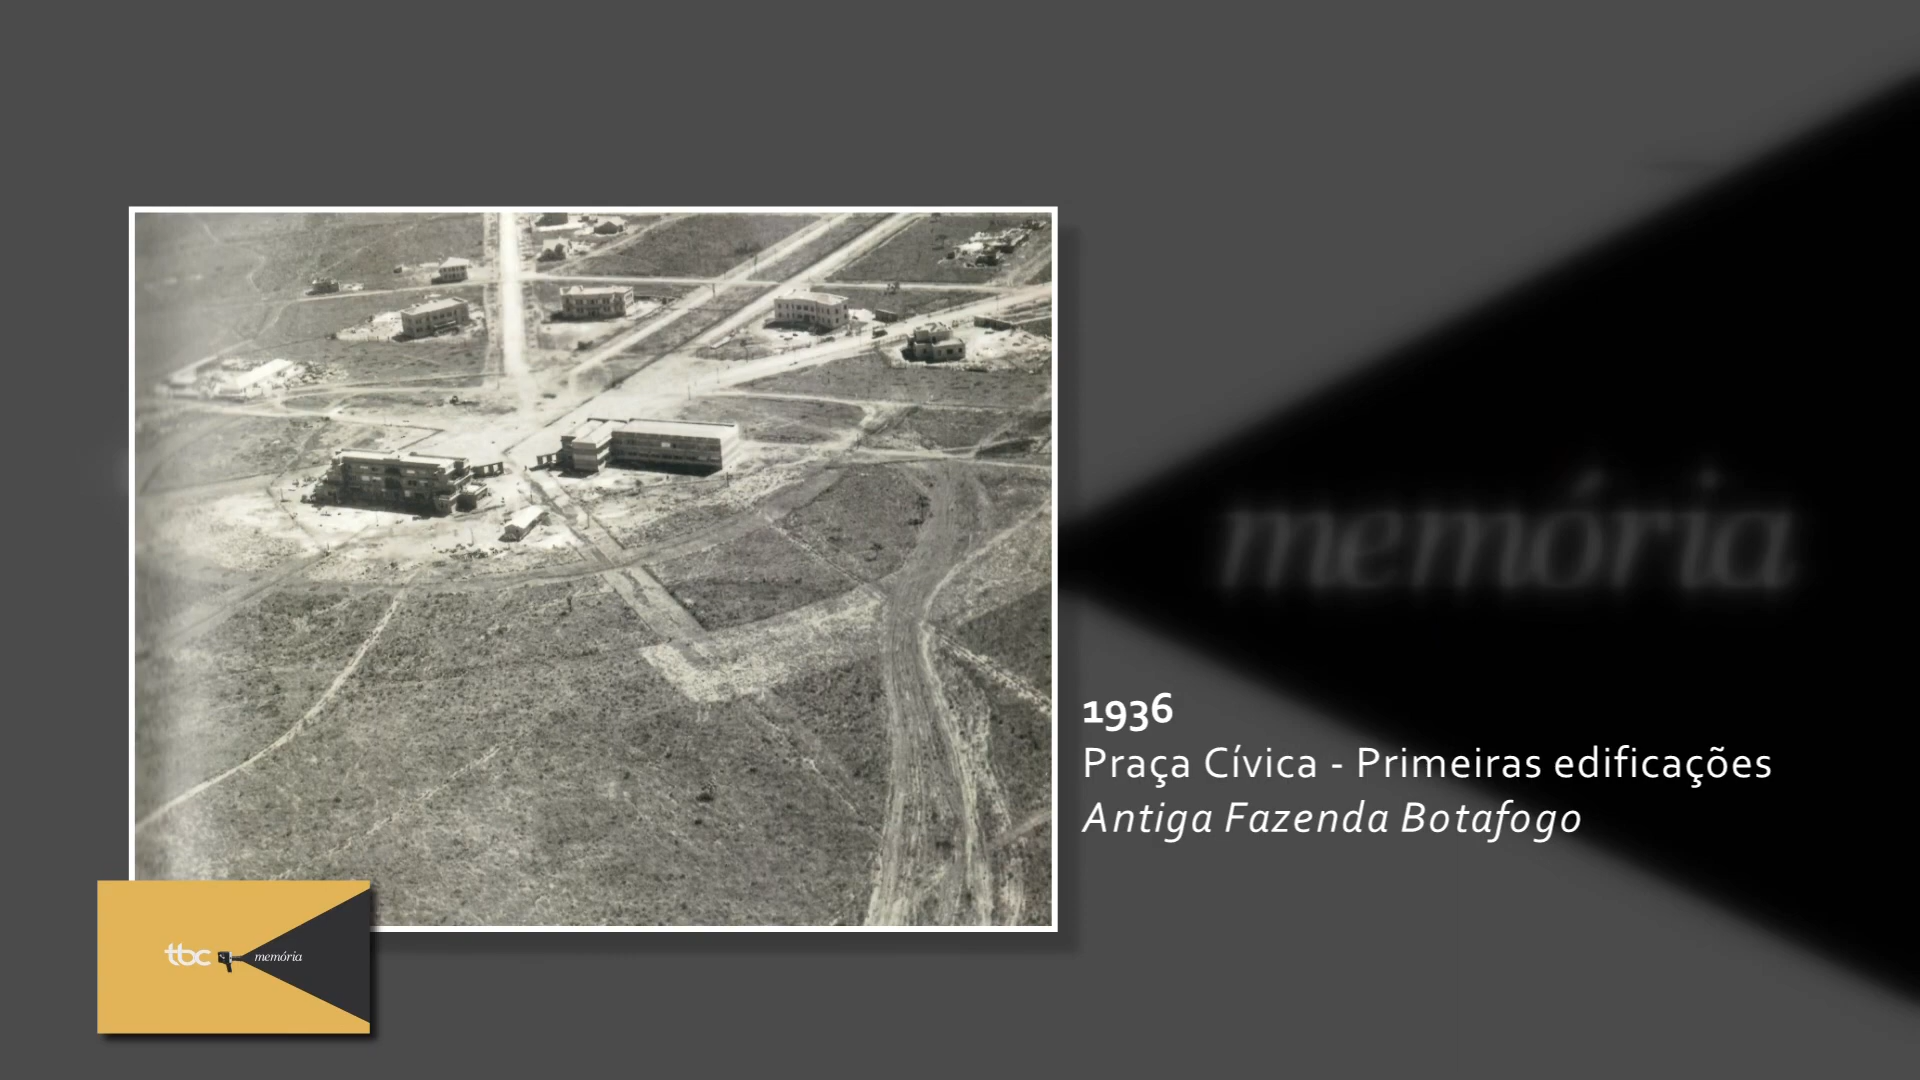 memória
1936
Praça Cívica - Primeiras edificações
Antiga Fazenda Botafogo
tbc memória